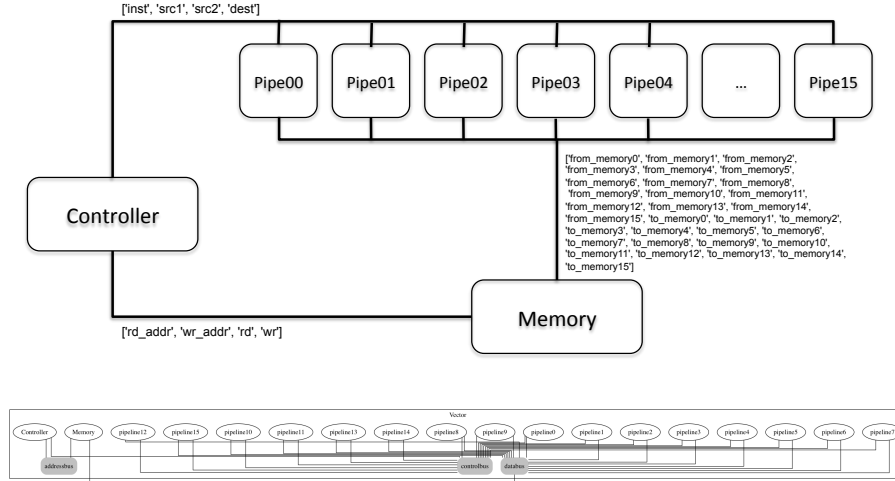 ['inst', 'src1', 'src2', 'dest']
Pipe00 Pipe01 Pipe02 Pipe03 Pipe04 ... Pipe15
['from_memory0', 'from_memory1', 'from_memory2',
'from_memory3', 'from_memory4', 'from_memory5',
'from_memory6', 'from_memory7', 'from_memory8',
'from_memory9', 'from_memory10', 'from_memory11',
'from_memory12', 'from_memory13', 'from_memory14',
'from_memory15', 'to_memory0', 'to_memory1', 'to_memory2',
'to_memory3', 'to_memory4', 'to_memory5', 'to_memory6',
'to_memory7', 'to_memory8', 'to_memory9', 'to_memory10',
'to_memory11', 'to_memory12', 'to_memory13', 'to_memory14',
'to_memory15']
Controller
Memory
['rd_addr', 'wr_addr', 'rd', 'wr']
Vector
Controller Memory pipeline12 pipeline15 pipeline10 pipeline11 pipeline13 pipeline14 pipeline8 pipeline9 pipeline0 pipeline1 pipeline2 pipeline3 pipeline4 pipeline5 pipeline6 pipeline7
addressbus controlbus databus